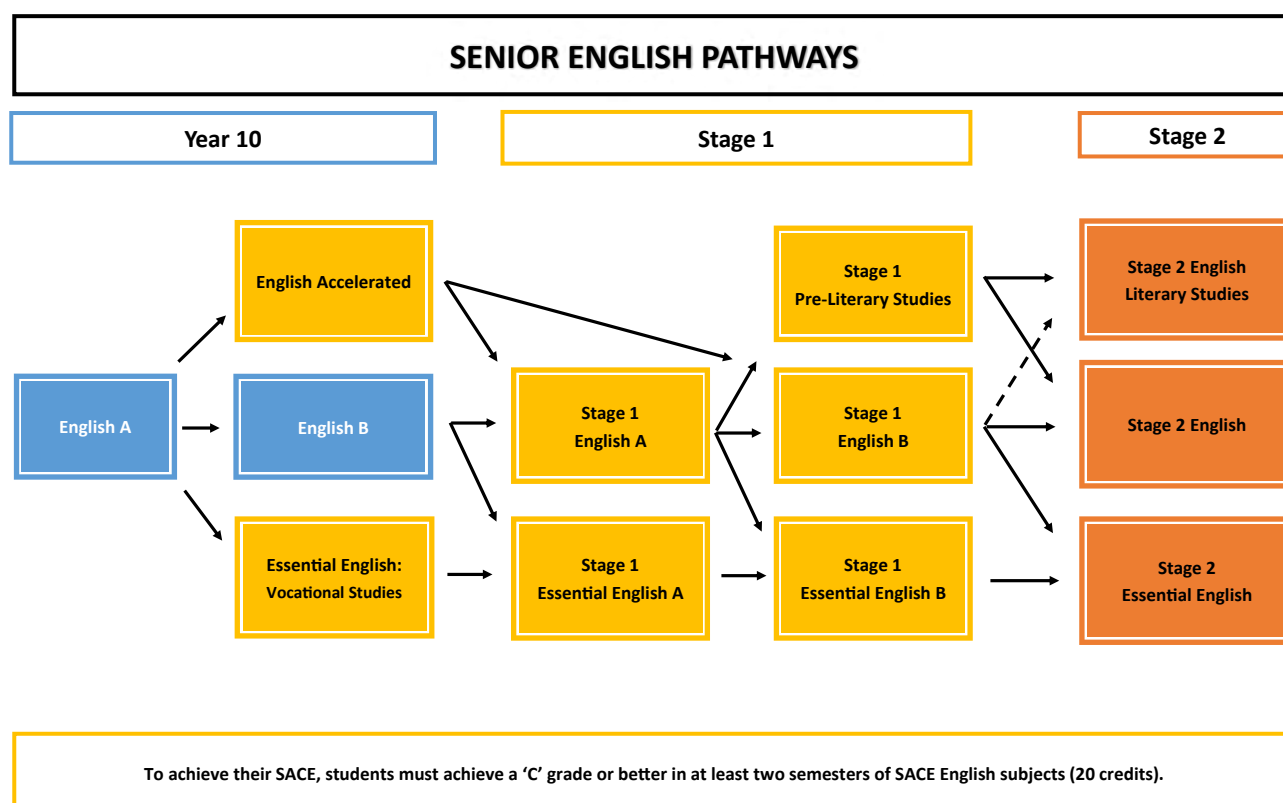 SENIOR ENGLISH PATHWAYS
Year 10
Stage 1
Stage 2
English Accelerated
Stage 1
Pre-Literary Studies
Stage 2 English
Literary Studies
English A
English B
Stage 1
English A
Stage 1
English B
Stage 2 English
Essential English:
Vocational Studies
Stage 1
Essential English A
Stage 1
Essential English B
Stage 2
Essential English
To achieve their SACE, students must achieve a ‘C’ grade or better in at least two semesters of SACE English subjects (20 credits).